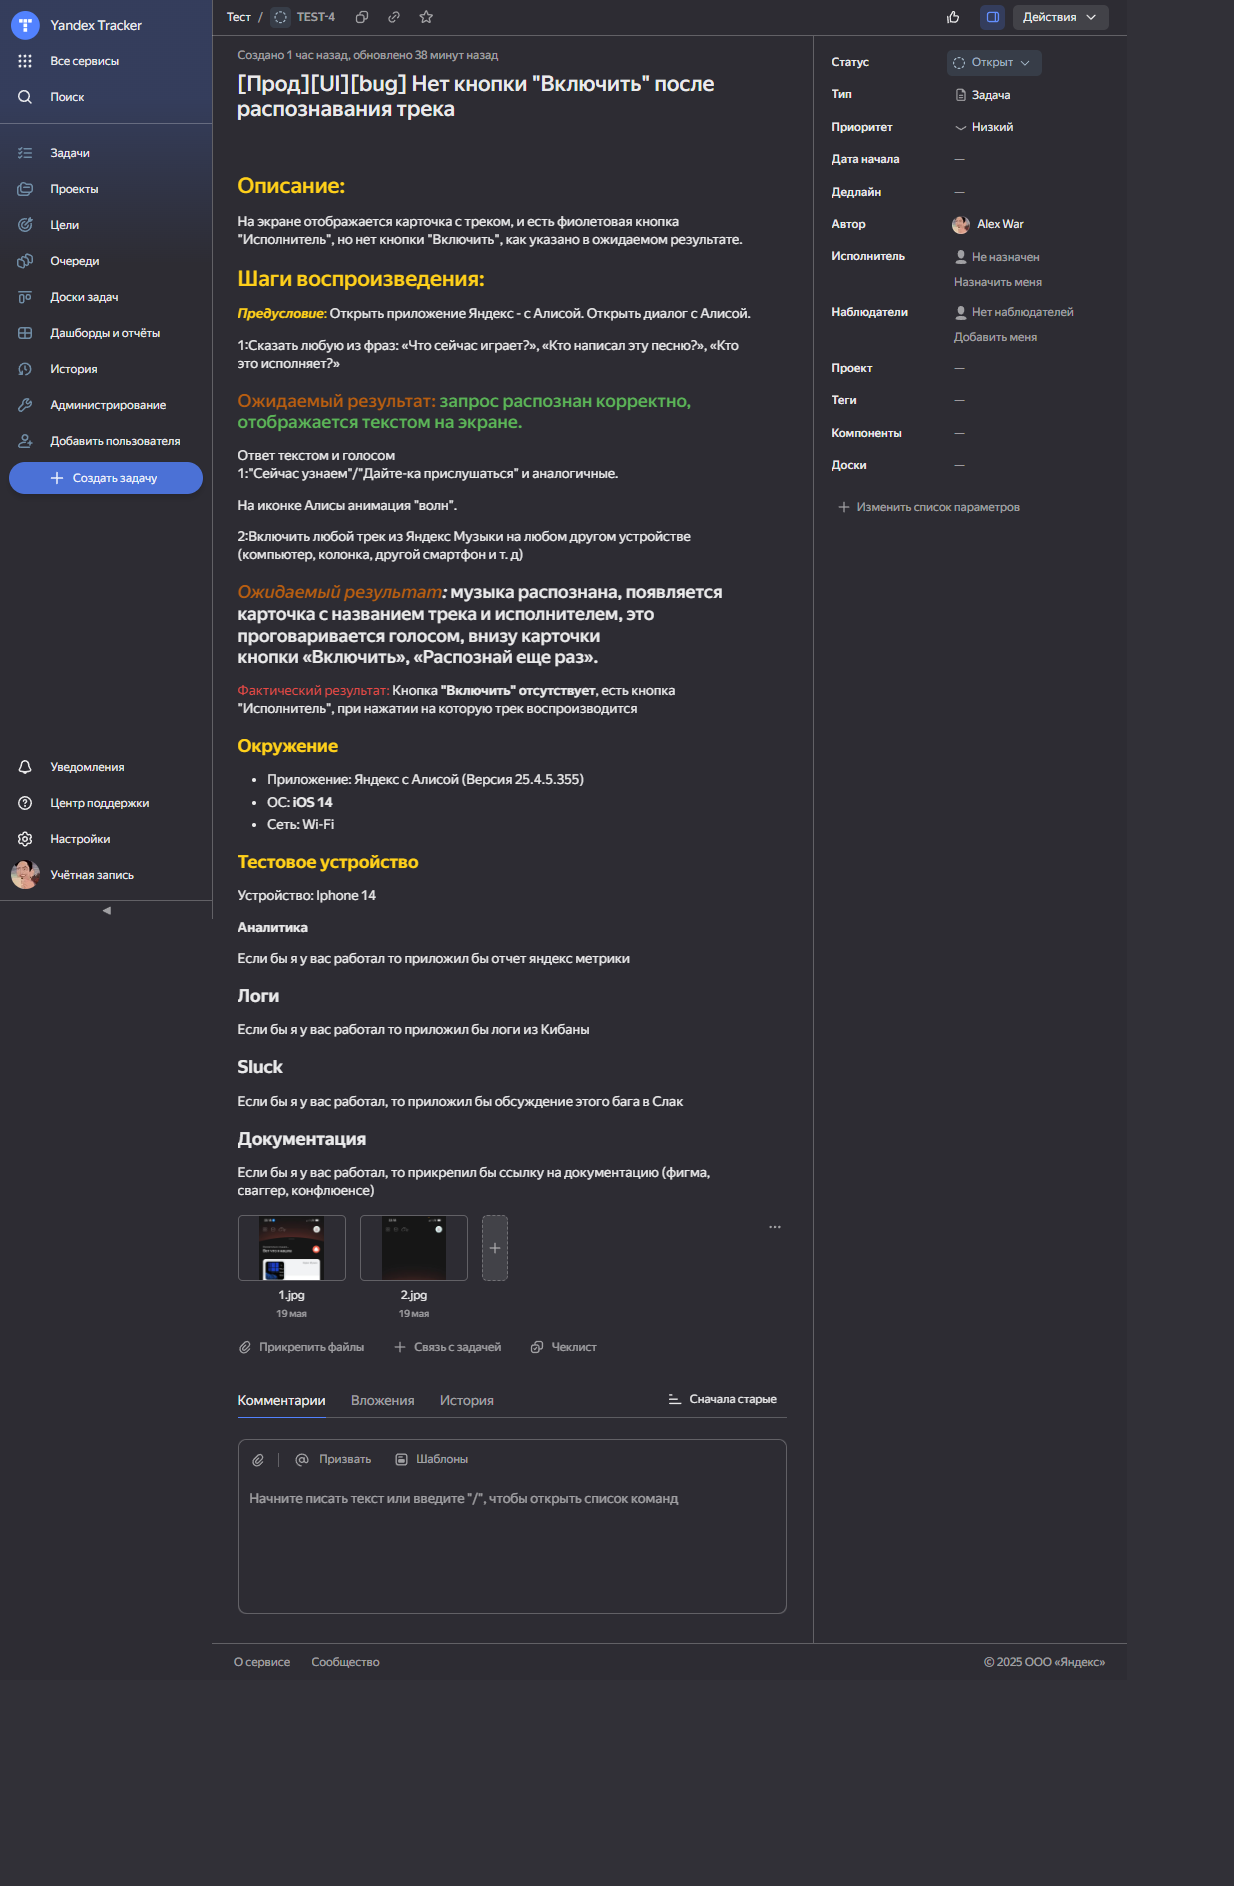 Yandex Tracker
Все сервисы
Поиск
Задачи
Проекты
Цели
Очереди
Доски задач
Дашборды и отчёты
История
Администрирование
Добавить пользователя
Создать задачу
Уведомления
Центр поддержки
Настройки
Учётная запись
Тест / TEST-4
Действия
Создано 1 час назад, обновлено 38 минут назад
[Прод][UI][bug] Нет кнопки "Включить" после
распознавания трека
Описание:
На экране отображается карточка с треком, и есть фиолетовая кнопка
"Исполнитель", но нет кнопки "Включить", как указано в ожидаемом результате.
Шаги воспроизведения:
Предусловие: Открыть приложение Яндекс - с Алисой. Открыть диалог с Алисой.
1:Сказать любую из фраз: «Что сейчас играет?», «Кто написал эту песню?», «Кто
это исполняет?»
Ожидаемый результат: запрос распознан корректно,
отображается текстом на экране.
Ответ текстом и голосом
1:"Сейчас узнаем"/"Дайте-ка прислушаться" и аналогичные.
На иконке Алисы анимация "волн".
2:Включить любой трек из Яндекс Музыки на любом другом устройстве
(компьютер, колонка, другой смартфон и т. д)
Ожидаемый результат: музыка распознана, появляется
карточка с названием трека и исполнителем, это
проговаривается голосом, внизу карточки
кнопки «Включить», «Распознай еще раз».
Фактический результат: Кнопка "Включить" отсутствует, есть кнопка
"Исполнитель", при нажатии на которую трек воспроизводится
Окружение
• Приложение: Яндекс с Алисой (Версия 25.4.5.355)
• ОС: iOS 14
• Сеть: Wi-Fi
Тестовое устройство
Устройство: Iphone 14
Аналитика
Если бы я у вас работал то приложил бы отчет яндекс метрики
Логи
Если бы я у вас работал то приложил бы логи из Кибаны
Sluck
Если бы я у вас работал, то приложил бы обсуждение этого бага в Слак
Документация
Если бы я у вас работал, то прикрепил бы ссылку на документацию (фигма,
сваггер, конфлюенсе)
1.jpg
19 мая
2.jpg
19 мая
Прикрепить файлы
Связь с задачей
Чеклист
Комментарии
Вложения
История
Сначала старые
Призвать
Шаблоны
Начните писать текст или введите "/", чтобы открыть список команд
Статус Открыт
Тип Задача
Приоритет Низкий
Дата начала —
Дедлайн —
Автор Alex War
Исполнитель Не назначен
Назначить меня
Наблюдатели Нет наблюдателей
Добавить меня
Проект —
Теги —
Компоненты —
Доски —
Изменить список параметров
О сервисе
Сообщество
© 2025 ООО «Яндекс»